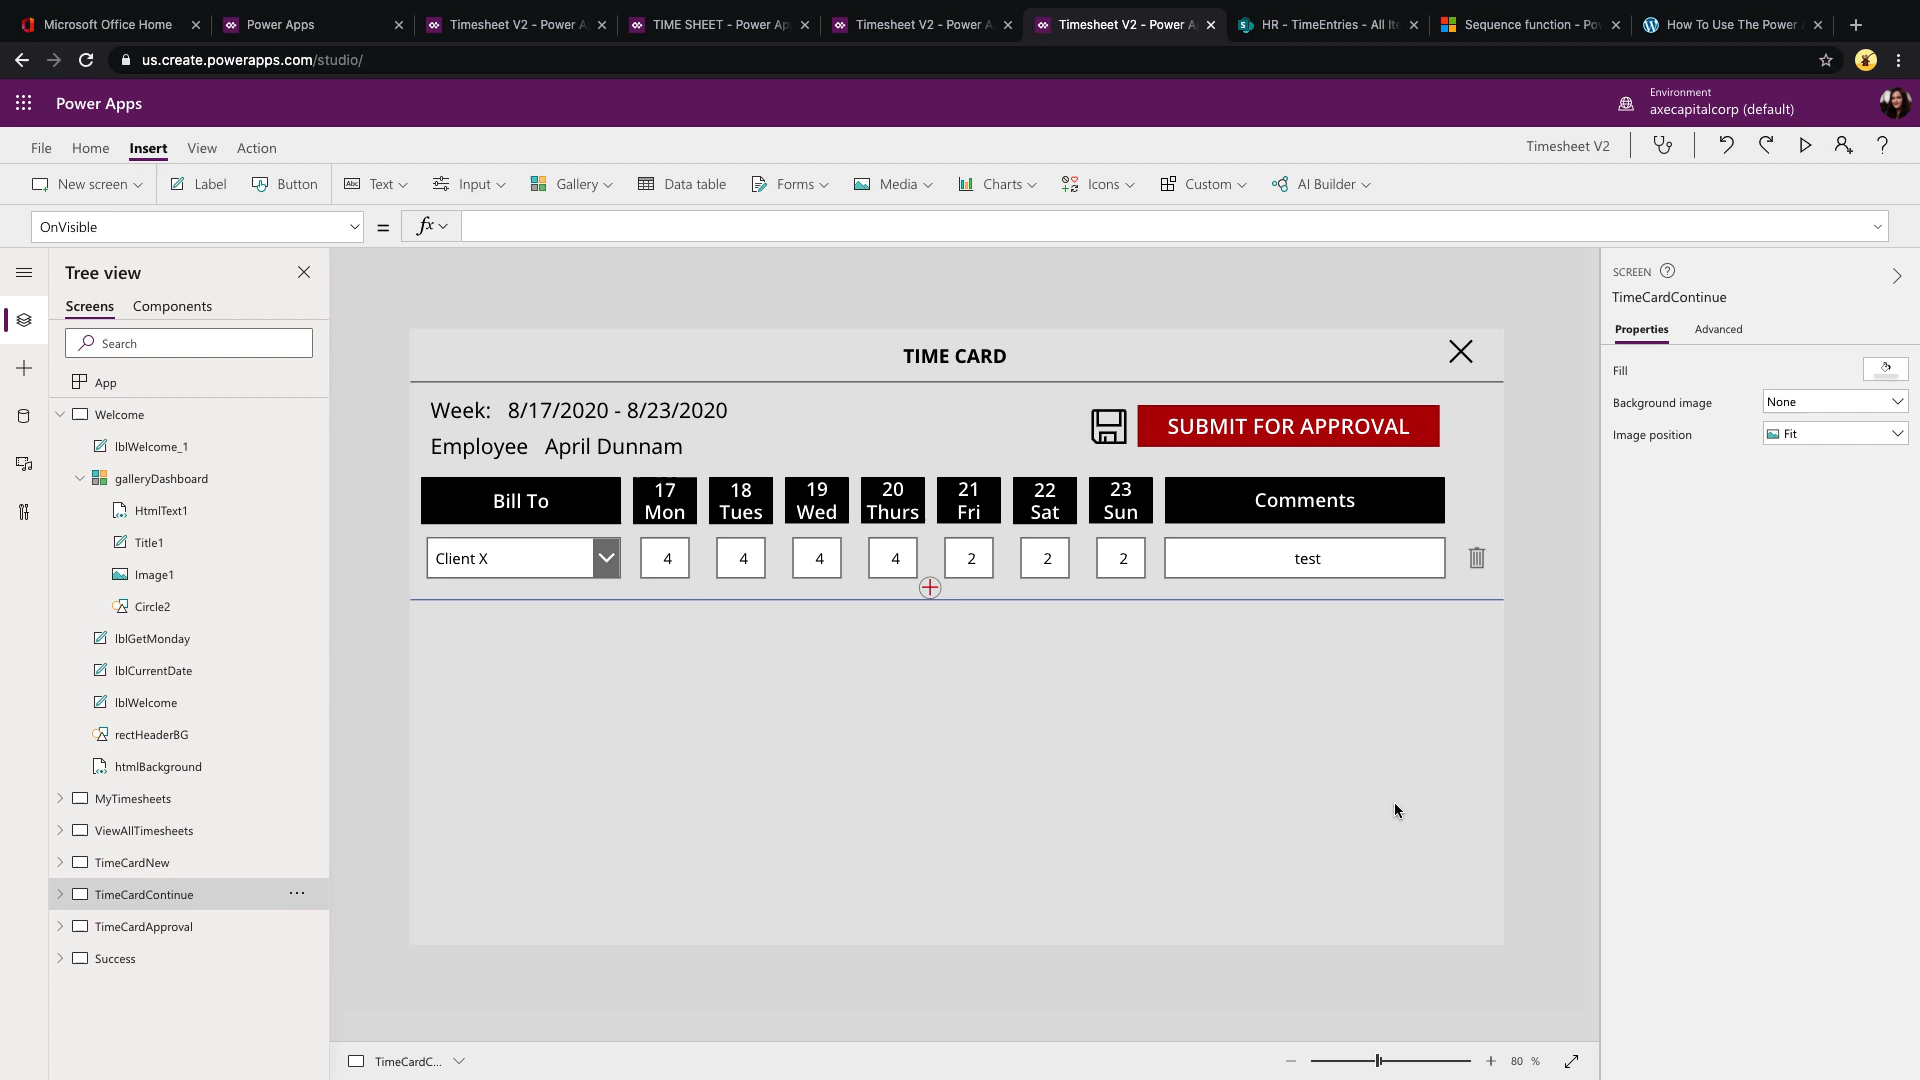 Microsoft Office Home
Power Apps
Timesheet V2 - Power A
TIME SHEET - Power Ap
Timesheet V2 - Power A
Timesheet V2 - Power A
HR - TimeEntries - All Ite
Sequence function - Po
How To Use The Power
us.create.powerapps.com/studio/
Power Apps
Environment
axecapitalcorp (default)
File
Home
Insert
View
Action
Timesheet V2
New screen
Label
Button
Abc
Text
Input
Gallery
Data table
Forms
Media
Charts
Icons
Custom
AI Builder
OnVisible
=
fx
Tree view
Screens
Components
Search
App
Welcome
lblWelcome_1
galleryDashboard
HtmlText1
Title1
Image1
Circle2
lblGetMonday
lblCurrentDate
lblWelcome
rectHeaderBG
htmlBackground
MyTimesheets
ViewAllTimesheets
TimeCardNew
TimeCardContinue
...
TimeCardApproval
Success
TIME CARD
Week: 8/17/2020 - 8/23/2020
Employee April Dunnam
SUBMIT FOR APPROVAL
Bill To
17
Mon
18
Tues
19
Wed
20
Thurs
21
Fri
22
Sat
23
Sun
Comments
Client X
4
4
4
4
2
2
2
test
TimeCardC...
80 %
SCREEN
TimeCardContinue
Properties
Advanced
Fill
Background image
None
Image position
Fit